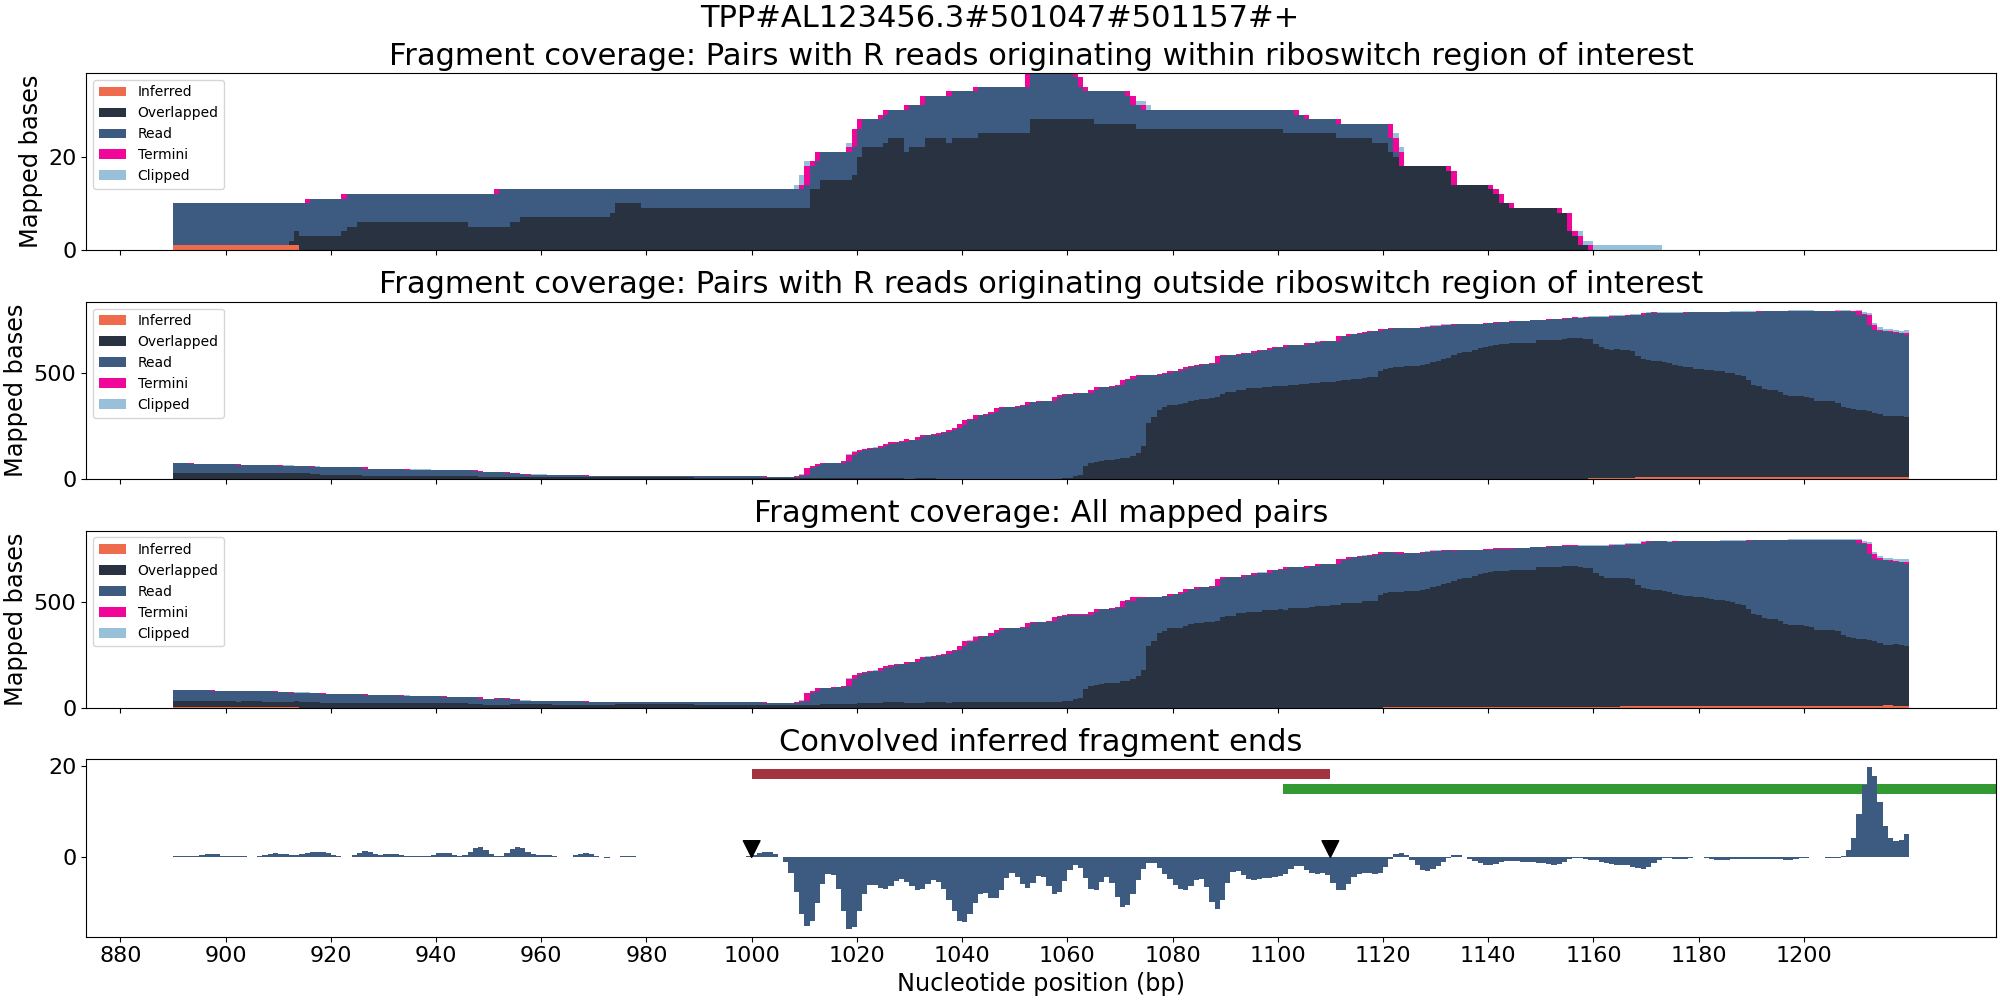 TPP#AL123456.3#501047#501157#+
Fragment coverage: Pairs with R reads originating within riboswitch region of interest
Mapped bases
20
0
Inferred
Overlapped
Read
Termini
Clipped
Fragment coverage: Pairs with R reads originating outside riboswitch region of interest
Mapped bases
500
0
Inferred
Overlapped
Read
Termini
Clipped
Fragment coverage: All mapped pairs
Mapped bases
500
0
Inferred
Overlapped
Read
Termini
Clipped
Convolved inferred fragment ends
20
0
880 900 920 940 960 980 1000 1020 1040 1060 1080 1100 1120 1140 1160 1180 1200
Nucleotide position (bp)